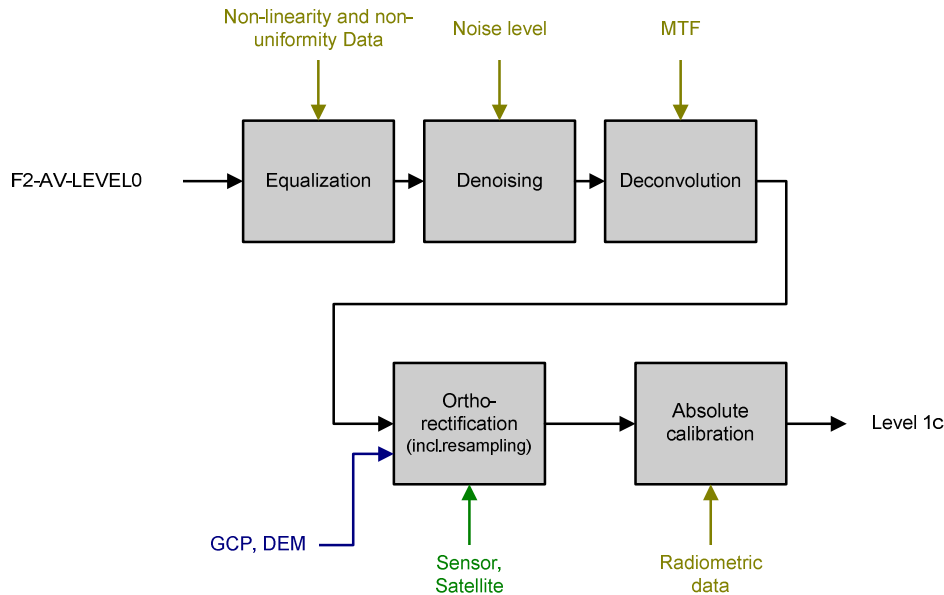 Non-linearity and non-
uniformity Data
Noise level
MTF
F2-AV-LEVEL0
Equalization
Denoising
Deconvolution
Ortho-
rectification
(incl.resampling)
Absolute
calibration
Level 1c
GCP, DEM
Sensor,
Satellite
Radiometric
data